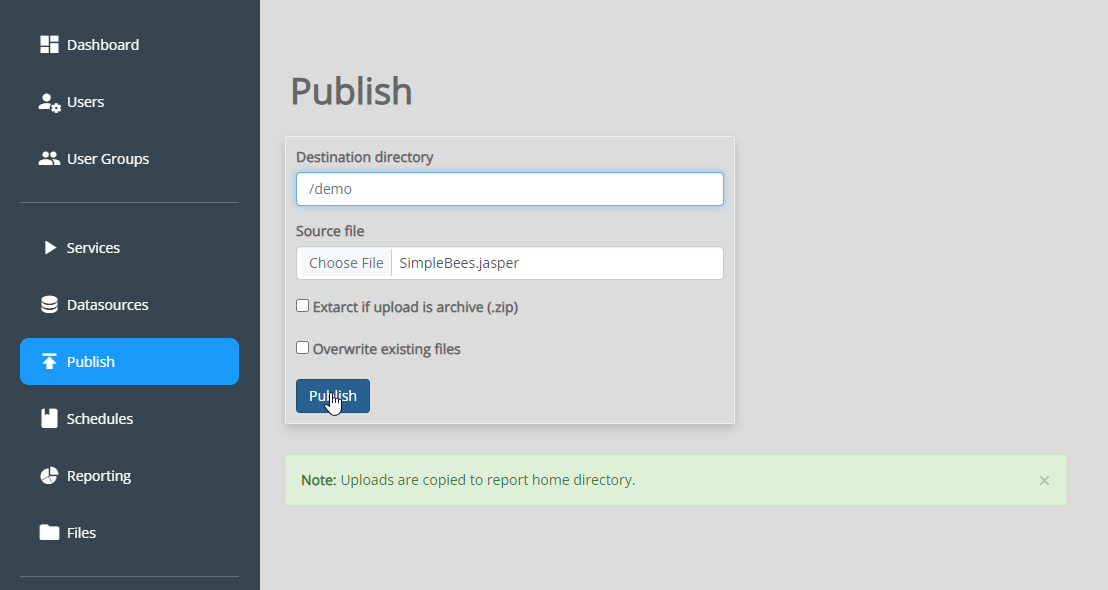 Dashboard
Users
User Groups
Services
Datasources
Publish
Schedules
Reporting
Files
Publish
Destination directory
/demo
Source file
Choose File SimpleBees.jasper
Extarct if upload is archive (.zip)
Overwrite existing files
Publish
Note: Uploads are copied to report home directory. ×